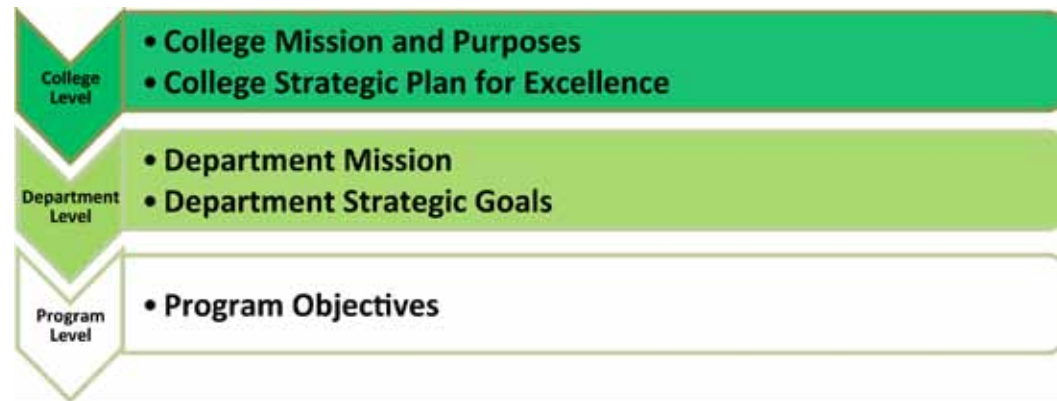 College
Level
• College Mission and Purposes
• College Strategic Plan for Excellence
Department
Level
• Department Mission
• Department Strategic Goals
Program
Level
• Program Objectives